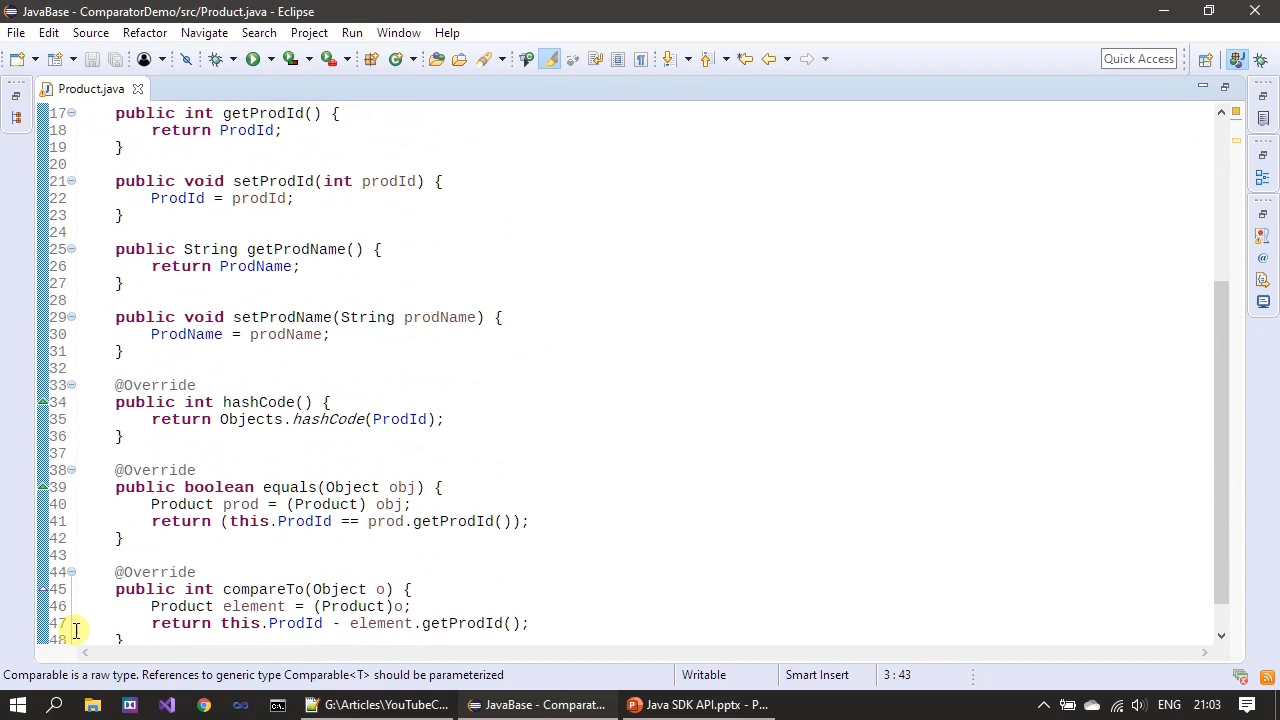 JavaBase - ComparatorDemo/src/Product.java - Eclipse
File Edit Source Refactor Navigate Search Project Run Window Help
Quick Access
Product.java
17 public int getProdId() {
18 return ProdId;
19 }
20
21 public void setProdId(int prodId) {
22 ProdId = prodId;
23 }
24
25 public String getProdName() {
26 return ProdName;
27 }
28
29 public void setProdName(String prodName) {
30 ProdName = prodName;
31 }
32
33 @Override
34 public int hashCode() {
35 return Objects.hashCode(ProdId);
36 }
37
38 @Override
39 public boolean equals(Object obj) {
40 Product prod = (Product) obj;
41 return (this.ProdId == prod.getProdId());
42 }
43
44 @Override
45 public int compareTo(Object o) {
46 Product element = (Product)o;
47 return this.ProdId - element.getProdId();
48 }
Comparable is a raw type. References to generic type Comparable<T> should be parameterized Writable Smart Insert 3 : 43
G:\Articles\YouTubeC... JavaBase - Comparat... Java SDK API.pptx - P... 21:03